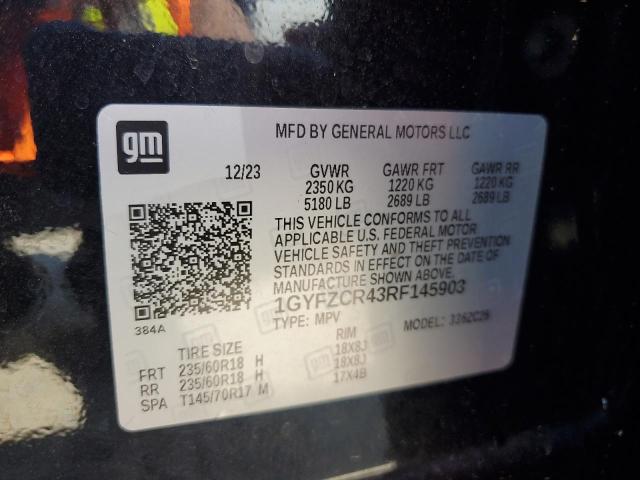 gm
MFD BY GENERAL MOTORS LLC
12/23 GVWR GAWR FRT GAWR RR
2350 KG 1220 KG 1220 KG
5180 LB 2689 LB 2689 LB
THIS VEHICLE CONFORMS TO ALL
APPLICABLE U.S. FEDERAL MOTOR
VEHICLE SAFETY AND THEFT PREVENTION
STANDARDS IN EFFECT ON THE DATE OF
MANUFACTURE SHOWN ABOVE.
1GYFZCR43RF145903
384A TYPE: MPV MODEL: 3362C26
TIRE SIZE RIM
FRT 235/60R18 H 18X8J
RR 235/60R18 H 18X8J
SPA T145/70R17 M 17X4B